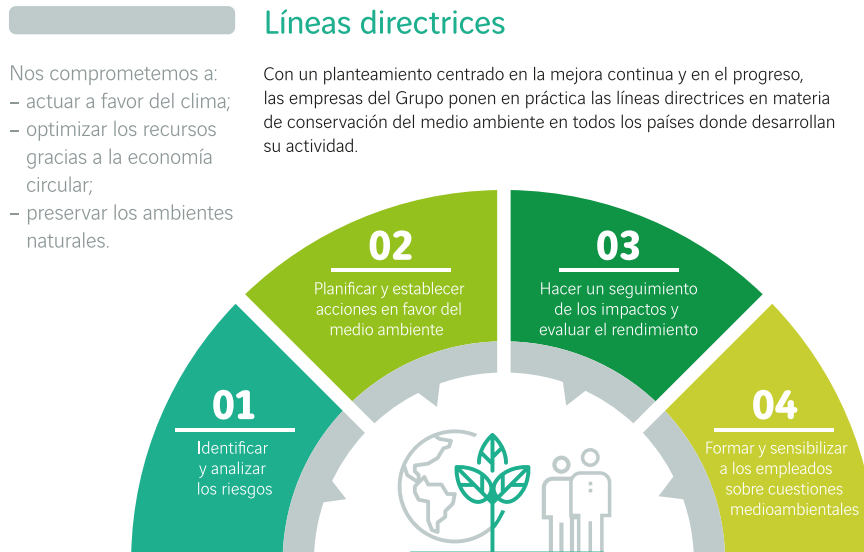 Líneas directrices
Nos comprometemos a:
– actuar a favor del clima;
– optimizar los recursos
gracias a la economía
circular;
– preservar los ambientes
naturales.
Con un planteamiento centrado en la mejora continua y en el progreso,
las empresas del Grupo ponen en práctica las líneas directrices en materia
de conservación del medio ambiente en todos los países donde desarrollan
su actividad.
01
Identificar
y analizar
los riesgos
02
Planificar y establecer
acciones en favor del
medio ambiente
03
Hacer un seguimiento
de los impactos y
evaluar el rendimiento
04
Formar y sensibilizar
a los empleados
sobre cuestiones
medioambientales